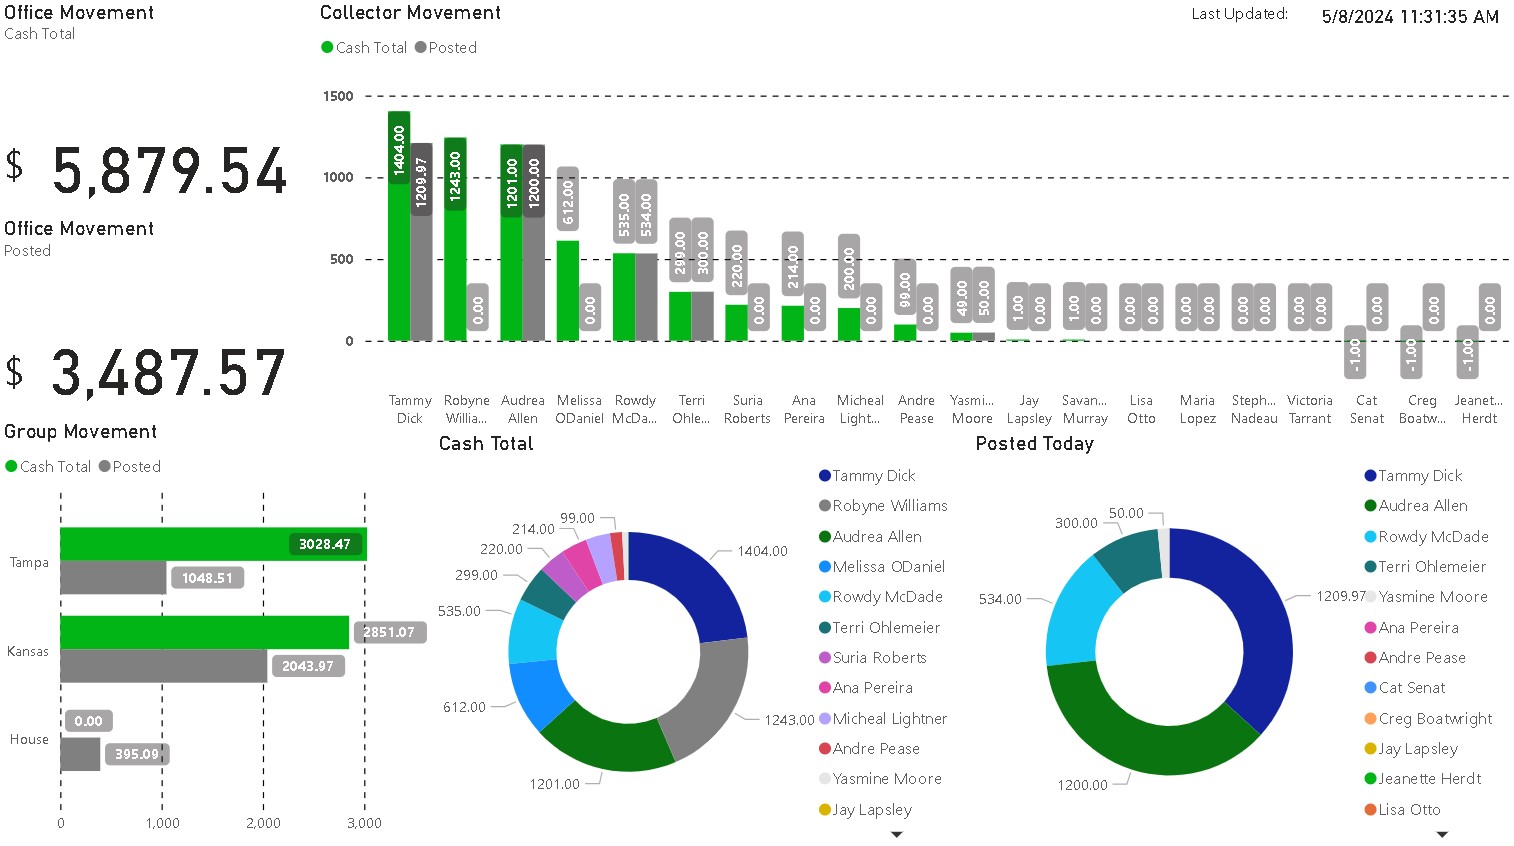 Office Movement
Cash Total
$ 5,879.54
Office Movement
Posted
$ 3,487.57
Collector Movement
Cash Total Posted
Last Updated: 5/8/2024 11:31:35 AM
1500
1000
500
0
1404.00 1209.97 1243.00 0.00 1201.00 1200.00 612.00 0.00 535.00 534.00 299.00 300.00 220.00 0.00 214.00 0.00 200.00 0.00 99.00 0.00 49.00 50.00 1.00 0.00 1.00 0.00 0.00 0.00 0.00 0.00 0.00 0.00 0.00 0.00 -1.00 0.00 -1.00 0.00 -1.00 0.00
Tammy Robyne Audrea Melissa Rowdy Terri Suria Ana Micheal Andre Yasmi... Jay Savan... Lisa Maria Steph... Victoria Cat Creg Jeanet...
Dick Willia... Allen ODaniel McDa... Ohle... Roberts Pereira Light... Pease Moore Lapsley Murray Otto Lopez Nadeau Tarrant Senat Boatw... Herdt
Group Movement
Cash Total Posted
Tampa
3028.47
1048.51
Kansas
2851.07
2043.97
House
0.00
395.09
0 1,000 2,000 3,000
Cash Total
1404.00
1243.00
1201.00
612.00
535.00
299.00
220.00
214.00
99.00
Tammy Dick
Robyne Williams
Audrea Allen
Melissa ODaniel
Rowdy McDade
Terri Ohlemeier
Suria Roberts
Ana Pereira
Micheal Lightner
Andre Pease
Yasmine Moore
Jay Lapsley
Posted Today
1209.97
1200.00
534.00
300.00
50.00
Tammy Dick
Audrea Allen
Rowdy McDade
Terri Ohlemeier
Yasmine Moore
Ana Pereira
Andre Pease
Cat Senat
Creg Boatwright
Jay Lapsley
Jeanette Herdt
Lisa Otto